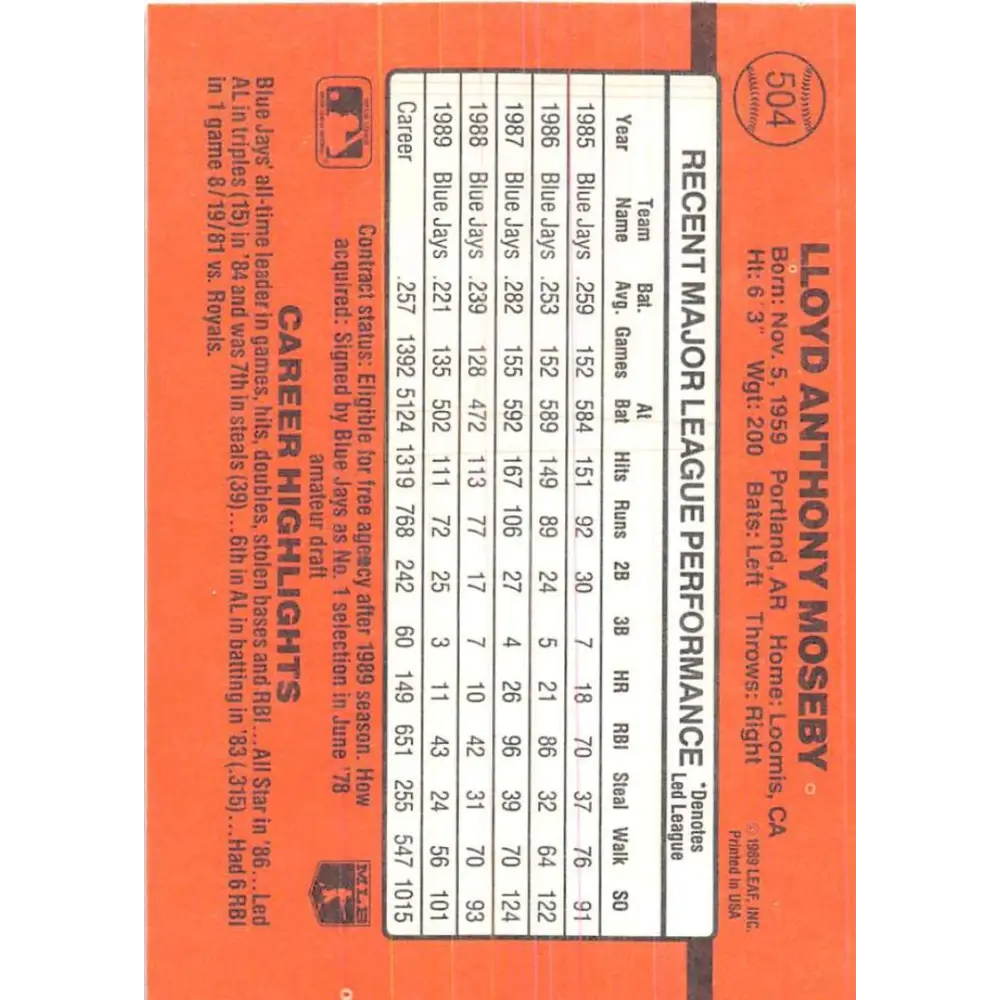 504
LLOYD ANTHONY MOSEBY
Born: Nov. 5, 1959 Portland, AR Home: Loomis, CA
Ht: 6'3" Wgt: 200 Bats: Left Throws: Right
© 1989 LEAF, INC.
Printed in USA
RECENT MAJOR LEAGUE PERFORMANCE *Denotes Led League
Year Team Name Bat. Avg. Games At Bat Hits Runs 2B 3B HR RBI Steal Walk SO
1985 Blue Jays .259 152 584 151 92 30 7 18 70 37 76 91
1986 Blue Jays .253 152 589 149 89 24 5 21 86 32 64 122
1987 Blue Jays .282 155 592 167 106 27 4 26 96 39 70 124
1988 Blue Jays .239 128 472 113 77 17 7 10 42 31 70 93
1989 Blue Jays .221 135 502 111 72 25 3 11 43 24 56 101
Career .257 1392 5124 1319 768 242 60 149 651 255 547 1015
Contract status: Eligible for free agency after 1989 season. How
acquired: Signed by Blue Jays as No. 1 selection in June '78
amateur draft
MLB
CAREER HIGHLIGHTS
Blue Jays' all-time leader in games, hits, doubles, stolen bases and RBI...All Star in '86...Led
AL in triples (15) in '84 and was 7th in steals (39)...6th in AL in batting in '83 (.315)...Had 6 RBI
in 1 game 8/19/81 vs. Royals.